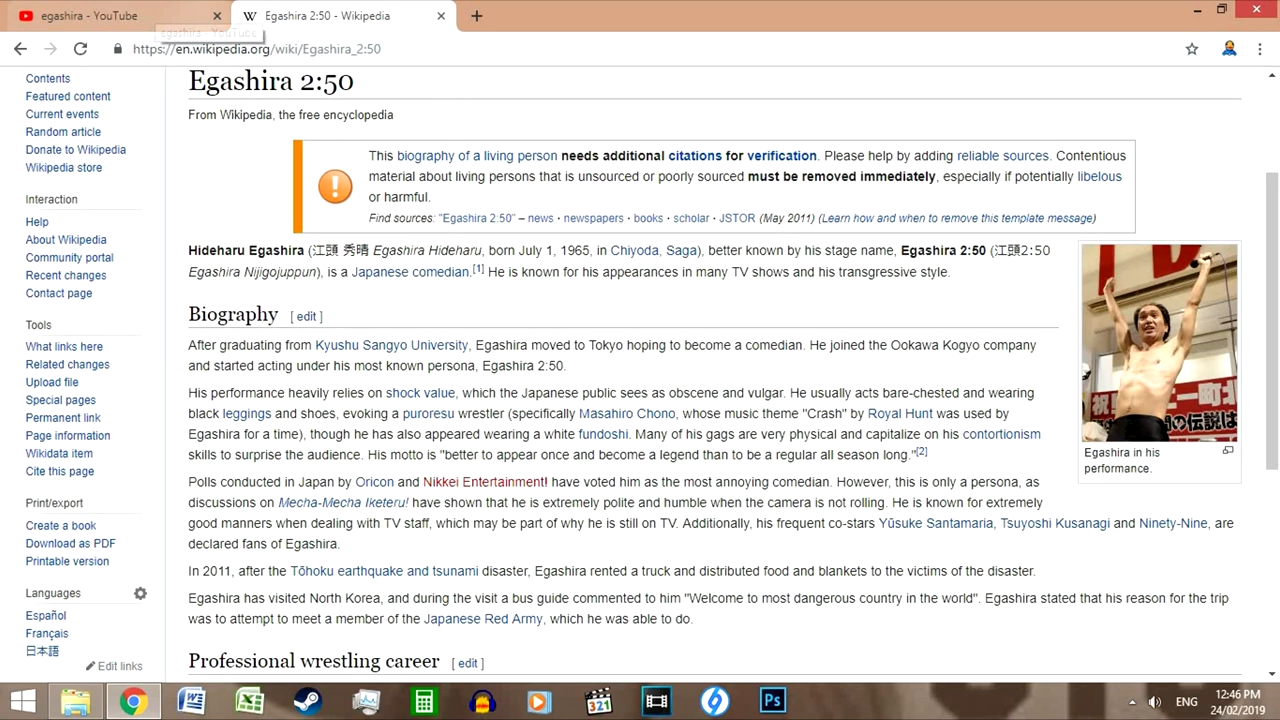 egashira - YouTube
Egashira 2:50 - Wikipedia
egashira - YouTube
https://en.wikipedia.org/wiki/Egashira_2:50
Contents
Featured content
Current events
Random article
Donate to Wikipedia
Wikipedia store
Interaction
Help
About Wikipedia
Community portal
Recent changes
Contact page
Tools
What links here
Related changes
Upload file
Special pages
Permanent link
Page information
Wikidata item
Cite this page
Print/export
Create a book
Download as PDF
Printable version
Languages
Español
Français
日本語
Edit links
Egashira 2:50
From Wikipedia, the free encyclopedia
This biography of a living person needs additional citations for verification. Please help by adding reliable sources. Contentious
material about living persons that is unsourced or poorly sourced must be removed immediately, especially if potentially libelous
or harmful.
Find sources: "Egashira 2:50" – news · newspapers · books · scholar · JSTOR (May 2011) (Learn how and when to remove this template message)
Hideharu Egashira (江頭 秀晴 Egashira Hideharu, born July 1, 1965, in Chiyoda, Saga), better known by his stage name, Egashira 2:50 (江頭2:50
Egashira Nijigojuppun), is a Japanese comedian.[1] He is known for his appearances in many TV shows and his transgressive style.
Biography [ edit ]
After graduating from Kyushu Sangyo University, Egashira moved to Tokyo hoping to become a comedian. He joined the Ookawa Kogyo company
and started acting under his most known persona, Egashira 2:50.
His performance heavily relies on shock value, which the Japanese public sees as obscene and vulgar. He usually acts bare-chested and wearing
black leggings and shoes, evoking a puroresu wrestler (specifically Masahiro Chono, whose music theme "Crash" by Royal Hunt was used by
Egashira for a time), though he has also appeared wearing a white fundoshi. Many of his gags are very physical and capitalize on his contortionism
skills to surprise the audience. His motto is "better to appear once and become a legend than to be a regular all season long."[2]
Polls conducted in Japan by Oricon and Nikkei Entertainment! have voted him as the most annoying comedian. However, this is only a persona, as
discussions on Mecha-Mecha Iketeru! have shown that he is extremely polite and humble when the camera is not rolling. He is known for extremely
good manners when dealing with TV staff, which may be part of why he is still on TV. Additionally, his frequent co-stars Yūsuke Santamaria, Tsuyoshi Kusanagi and Ninety-Nine, are
declared fans of Egashira.
In 2011, after the Tōhoku earthquake and tsunami disaster, Egashira rented a truck and distributed food and blankets to the victims of the disaster.
Egashira has visited North Korea, and during the visit a bus guide commented to him "Welcome to most dangerous country in the world". Egashira stated that his reason for the trip
was to attempt to meet a member of the Japanese Red Army, which he was able to do.
Professional wrestling career [ edit ]
Egashira in his
performance.
321
Ps
ENG
12:46 PM
24/02/2019